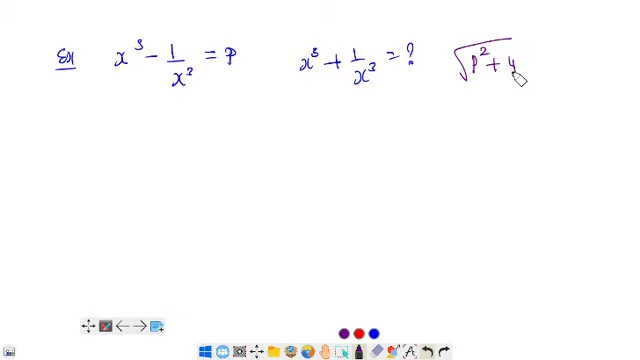 Ex x³ - 1/x³ = P x³ + 1/x³ = ? √(P² + 4